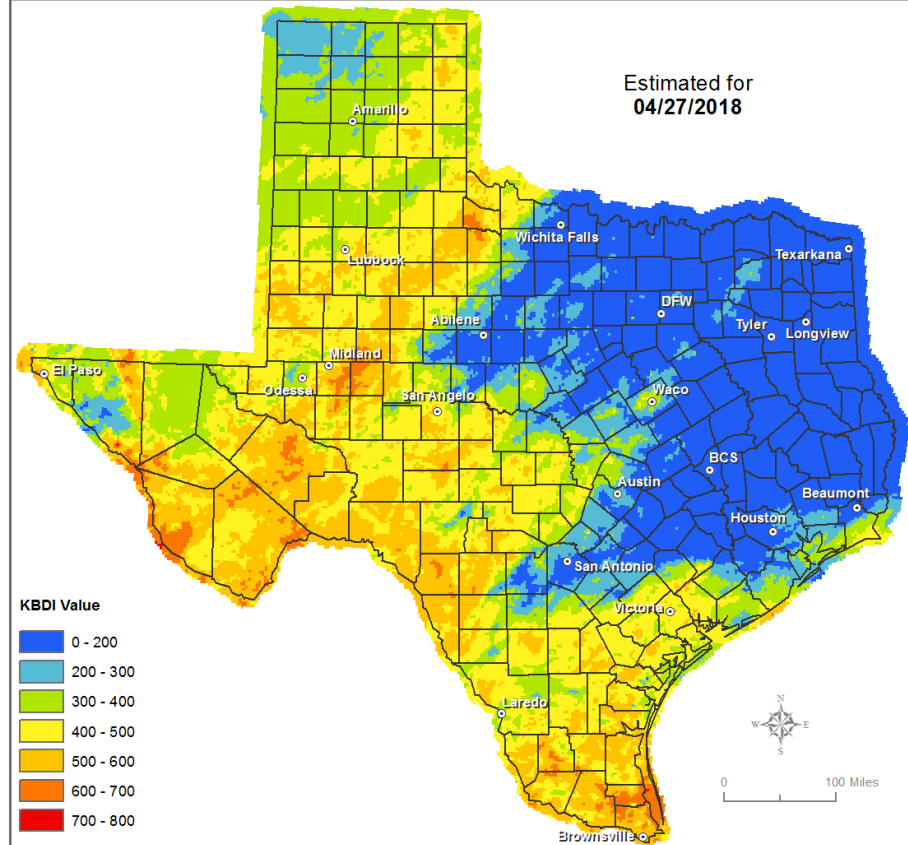 Estimated for
04/27/2018
Amarillo
Wichita Falls
Texarkana
Lubbock
DFW
Abilene
Tyler
Longview
Midland
El Paso
Odessa
San Angelo
Waco
BCS
Austin
Beaumont
Houston
San Antonio
Victoria
Laredo
Brownsville
KBDI Value
0 - 200
200 - 300
300 - 400
400 - 500
500 - 600
600 - 700
700 - 800
N
W
E
S
0
100 Miles